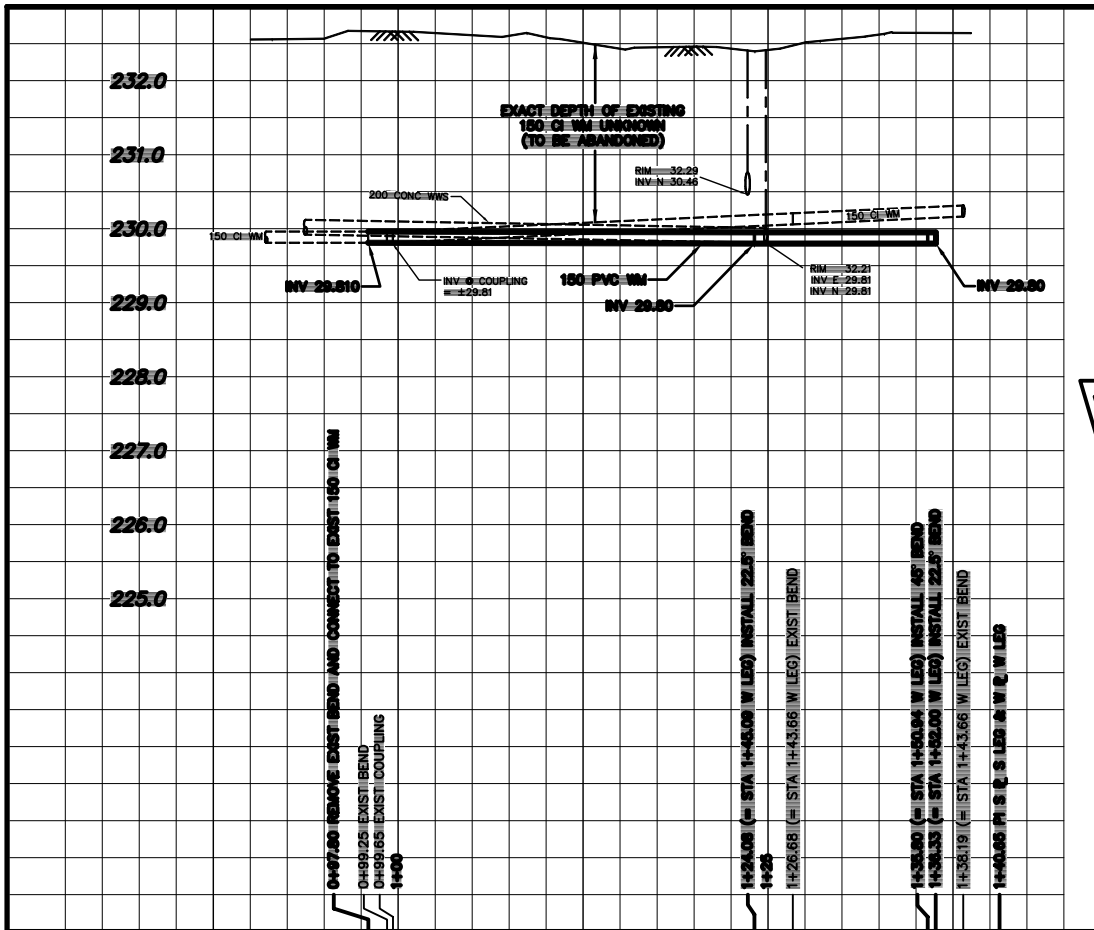 232.0
EXACT DEPTH OF EXISTING
150 CI WM UNKNOWN
(TO BE ABANDONED)
231.0
RIM 32.29
INV N 30.46
200 CONC WWS
150 CI WM
230.0
150 CI WM
INV 29.810
INV @ COUPLING
= ±29.81
150 PVC WM
RIM 32.21
INV E 29.81
INV N 29.81
INV 29.80
INV 29.80
229.0
228.0
227.0
226.0
225.0
0+97.80 REMOVE EXIST BEND AND CONNECT TO EXIST 150 CI WM
0+99.25 EXIST BEND
0+99.65 EXIST COUPLING
1+00
1+24.08 (= STA 1+45.09 W LEG) INSTALL 22.5° BEND
1+25
1+26.68 (= STA 1+43.66 W LEG) EXIST BEND
1+35.80 (= STA 1+50.94 W LEG) INSTALL 45° BEND
1+36.33 (= STA 1+52.00 W LEG) INSTALL 22.5° BEND
1+38.19 (= STA 1+43.66 W LEG) EXIST BEND
1+40.65 PI S PL S LEG & W PL W LEG